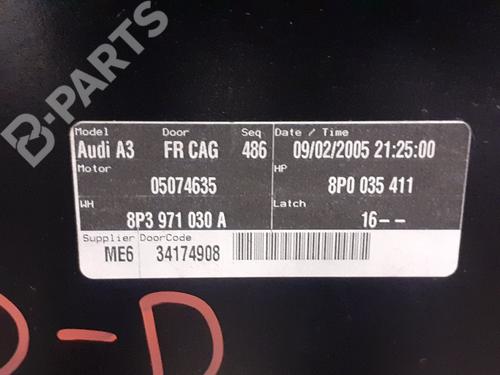 B-PARTS
Model Door Seq Date / Time
Audi A3 FR CAG 486 09/02/2005 21:25:00
Motor HP
05074635 8P0 035 411
WH Latch
8P3 971 030 A 16--
Supplier DoorCode
ME6 34174908
D-D